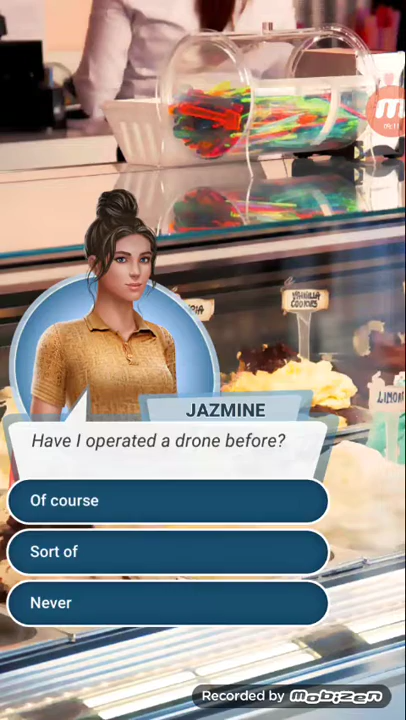 VANILLA
COOKIES
JAZMINE
Have I operated a drone before?
Of course
Sort of
Never
Recorded by mobizen